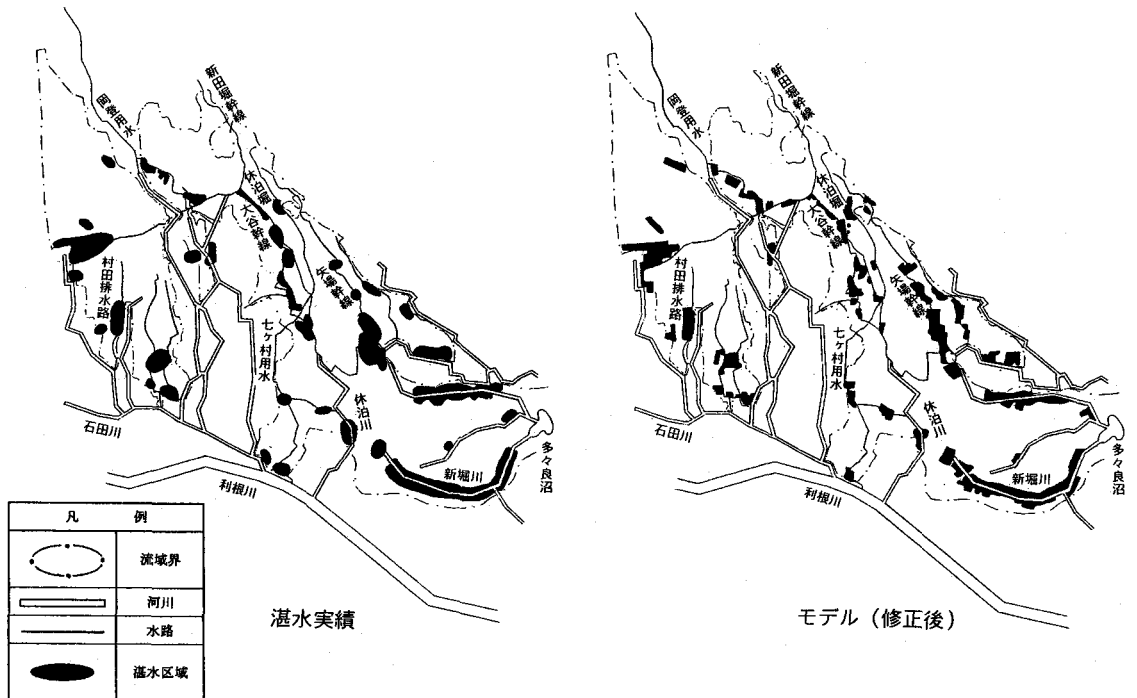 新田堀幹線
岡登用水
休泊堀
大谷幹線
矢場幹線
村田排水路
七ヶ村用水
休泊川
石田川
新堀川
多々良沼
利根川
湛水実績
凡 例
流域界
河川
水路
湛水区域
新田堀幹線
岡登用水
休泊堀
大谷幹線
矢場幹線
村田排水路
七ヶ村用水
休泊川
石田川
新堀川
多々良沼
利根川
モデル（修正後）